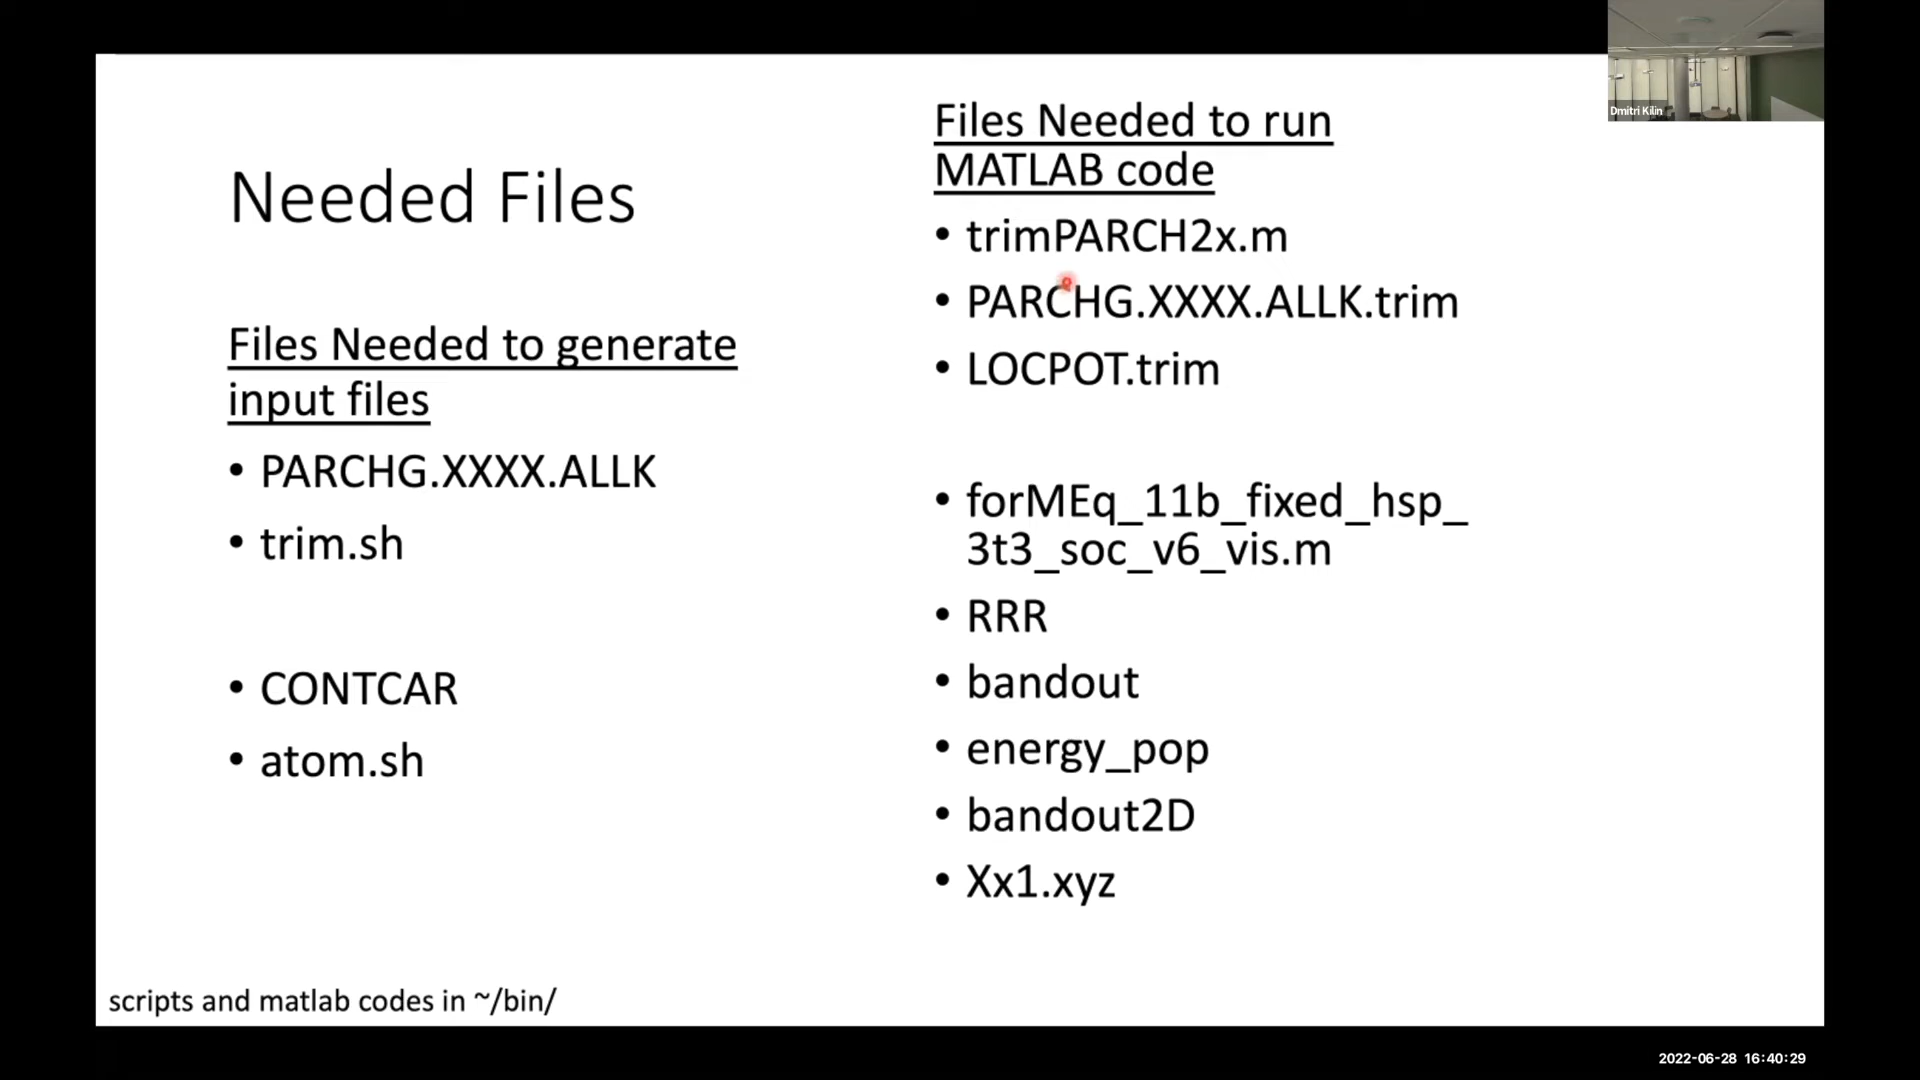 Needed Files
Files Needed to generate
input files
• PARCHG.XXXX.ALLK
• trim.sh
• CONTCAR
• atom.sh
Files Needed to run
MATLAB code
• trimPARCH2x.m
• PARCHG.XXXX.ALLK.trim
• LOCPOT.trim
• forMEq_11b_fixed_hsp_
3t3_soc_v6_vis.m
• RRR
• bandout
• energy_pop
• bandout2D
• Xx1.xyz
scripts and matlab codes in ~/bin/
Dmitri Kilin
2022-06-28 16:40:29